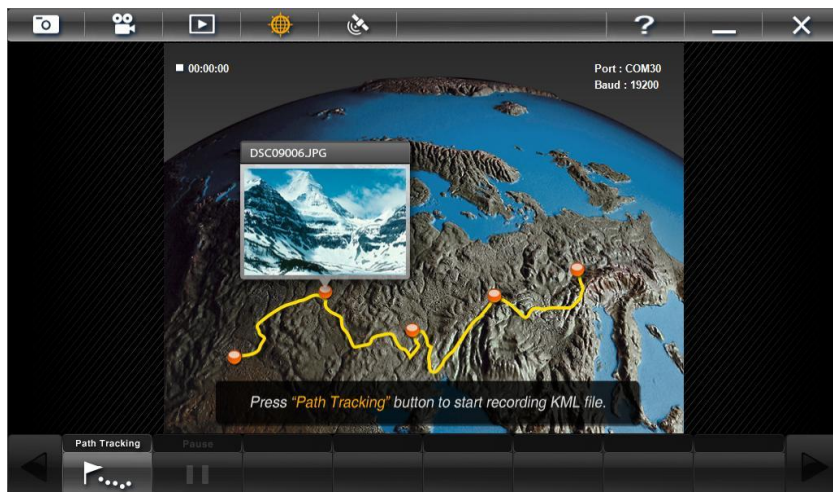 ?
00:00:00
Port : COM30
Baud : 19200
DSC09006.JPG
Press “Path Tracking” button to start recording KML file.
Path Tracking
Pause